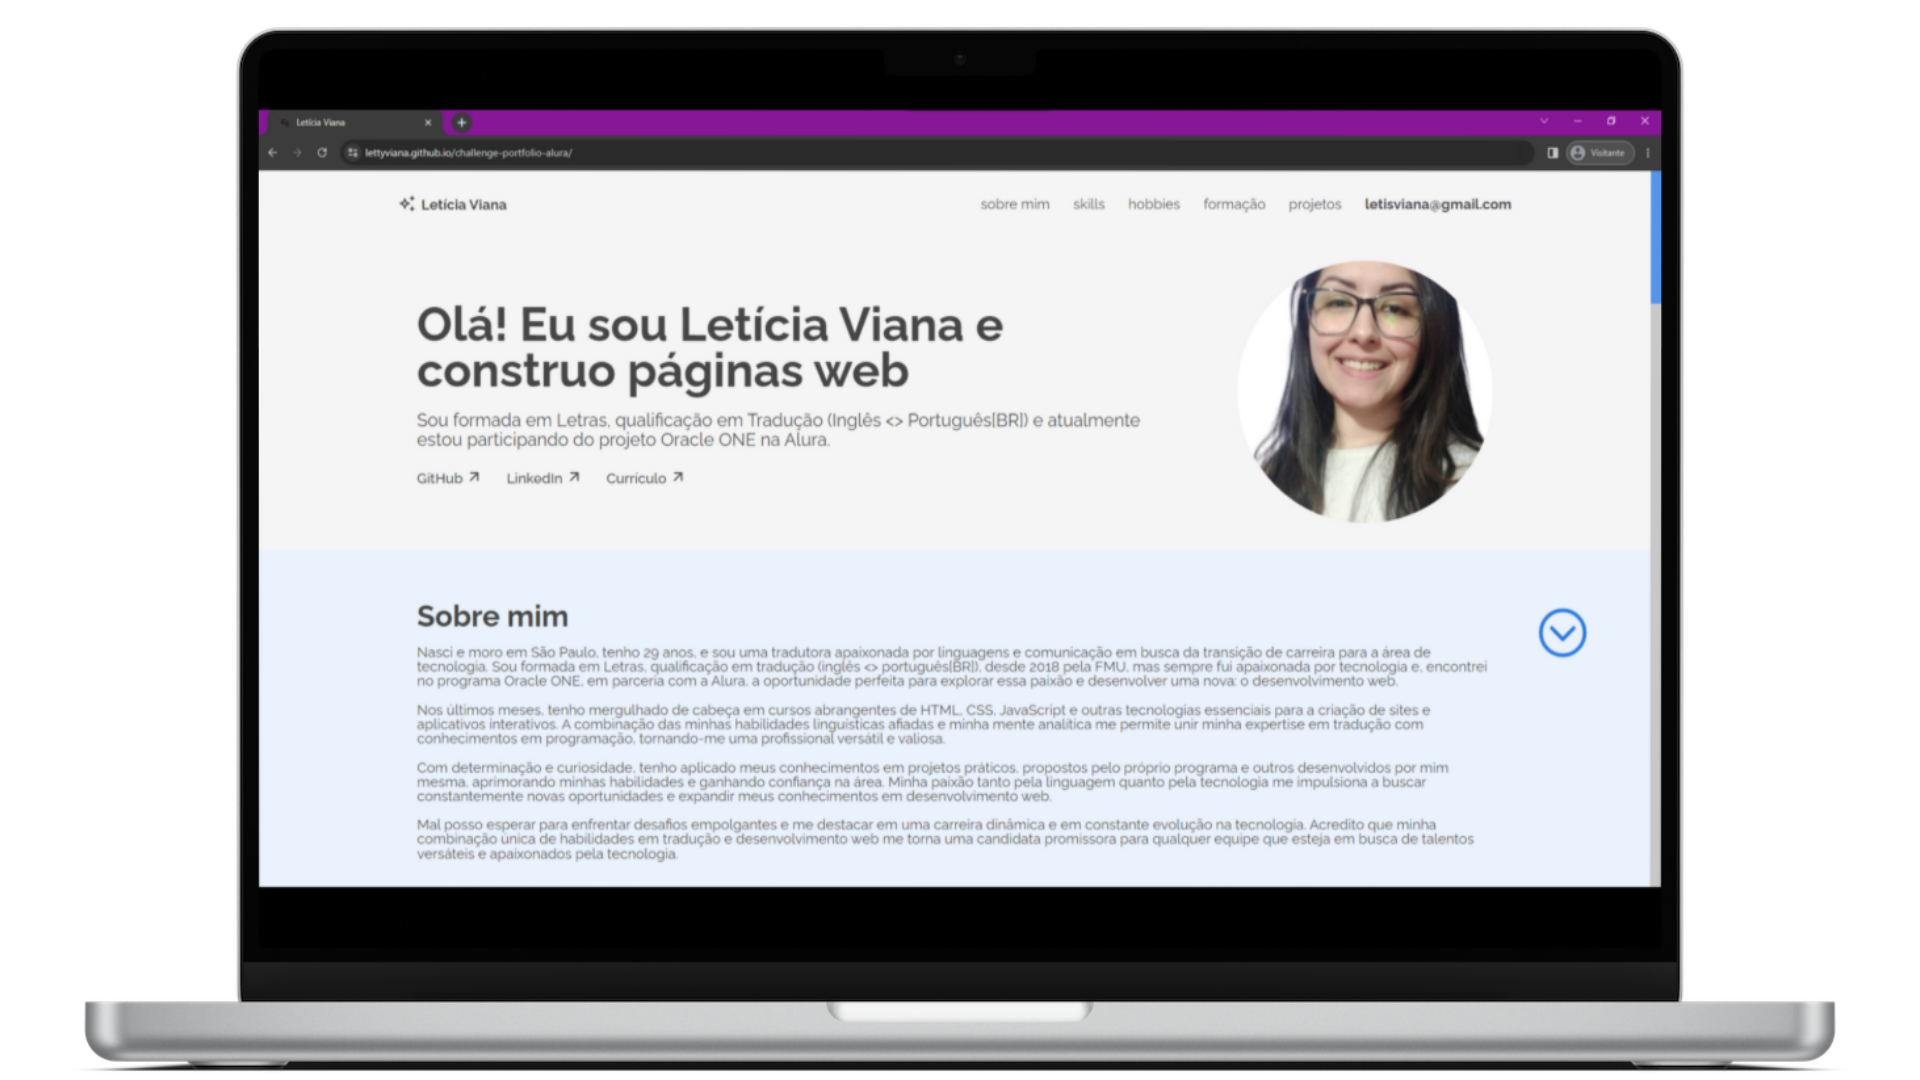 Letícia Viana
lettyviana.github.io/challenge-portfolio-alura/
Visitante
Letícia Viana
sobre mim skills hobbies formação projetos letisviana@gmail.com
Olá! Eu sou Letícia Viana e
construo páginas web
Sou formada em Letras, qualificação em Tradução (Inglês <> Português[BR]) e atualmente
estou participando do projeto Oracle ONE na Alura.
GitHub LinkedIn Currículo
Sobre mim
Nasci e moro em São Paulo, tenho 29 anos, e sou uma tradutora apaixonada por linguagens e comunicação em busca da transição de carreira para a área de
tecnologia. Sou formada em Letras, qualificação em tradução (inglês <> português[BR]), desde 2018 pela FMU, mas sempre fui apaixonada por tecnologia e, encontrei
no programa Oracle ONE, em parceria com a Alura, a oportunidade perfeita para explorar essa paixão e desenvolver uma nova: o desenvolvimento web.
Nos últimos meses, tenho mergulhado de cabeça em cursos abrangentes de HTML, CSS, JavaScript e outras tecnologias essenciais para a criação de sites e
aplicativos interativos. A combinação das minhas habilidades linguísticas afiadas e minha mente analítica me permite unir minha expertise em tradução com
conhecimentos em programação, tornando-me uma profissional versátil e valiosa.
Com determinação e curiosidade, tenho aplicado meus conhecimentos em projetos práticos, propostos pelo próprio programa e outros desenvolvidos por mim
mesma, aprimorando minhas habilidades e ganhando confiança na área. Minha paixão tanto pela linguagem quanto pela tecnologia me impulsiona a buscar
constantemente novas oportunidades e expandir meus conhecimentos em desenvolvimento web.
Mal posso esperar para enfrentar desafios empolgantes e me destacar em uma carreira dinâmica e em constante evolução na tecnologia. Acredito que minha
combinação única de habilidades em tradução e desenvolvimento web me torna uma candidata promissora para qualquer equipe que esteja em busca de talentos
versáteis e apaixonados pela tecnologia.